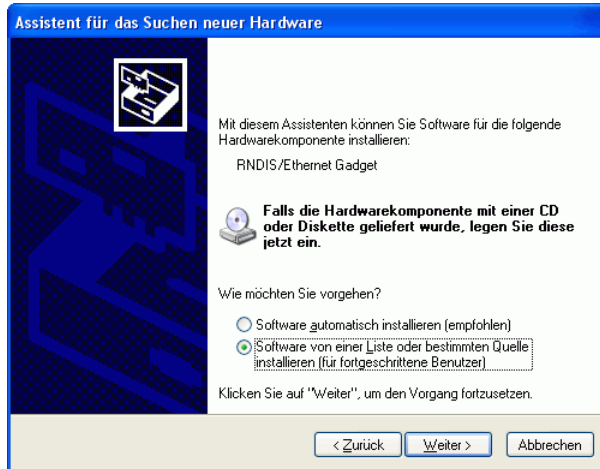 Assistent für das Suchen neuer Hardware
Mit diesem Assistenten können Sie Software für die folgende
Hardwarekomponente installieren:
RNDIS/Ethernet Gadget
Falls die Hardwarekomponente mit einer CD
oder Diskette geliefert wurde, legen Sie diese
jetzt ein.
Wie möchten Sie vorgehen?
Software automatisch installieren (empfohlen)
Software von einer Liste oder bestimmten Quelle
installieren (für fortgeschrittene Benutzer)
Klicken Sie auf "Weiter", um den Vorgang fortzusetzen.
< Zurück Weiter > Abbrechen